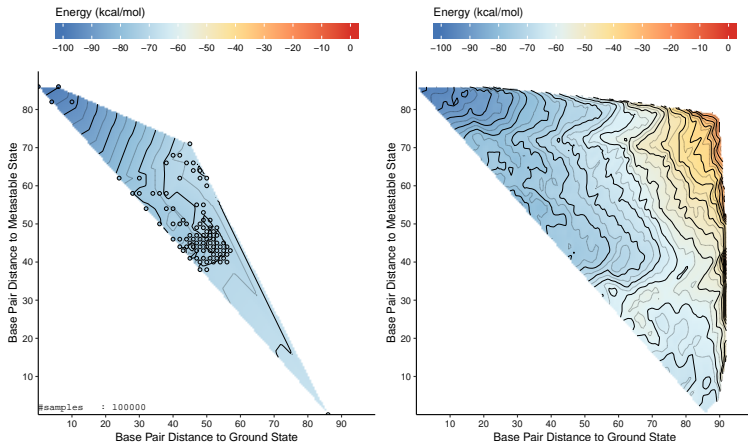 Energy (kcal/mol)
-100 -90 -80 -70 -60 -50 -40 -30 -20 -10 0
Base Pair Distance to Metastable State
80
70
60
50
40
30
20
10
#samples : 100000
10 20 30 40 50 60 70 80 90
Base Pair Distance to Ground State
Energy (kcal/mol)
-100 -90 -80 -70 -60 -50 -40 -30 -20 -10 0
Base Pair Distance to Metastable State
80
70
60
50
40
30
20
10
10 20 30 40 50 60 70 80 90
Base Pair Distance to Ground State